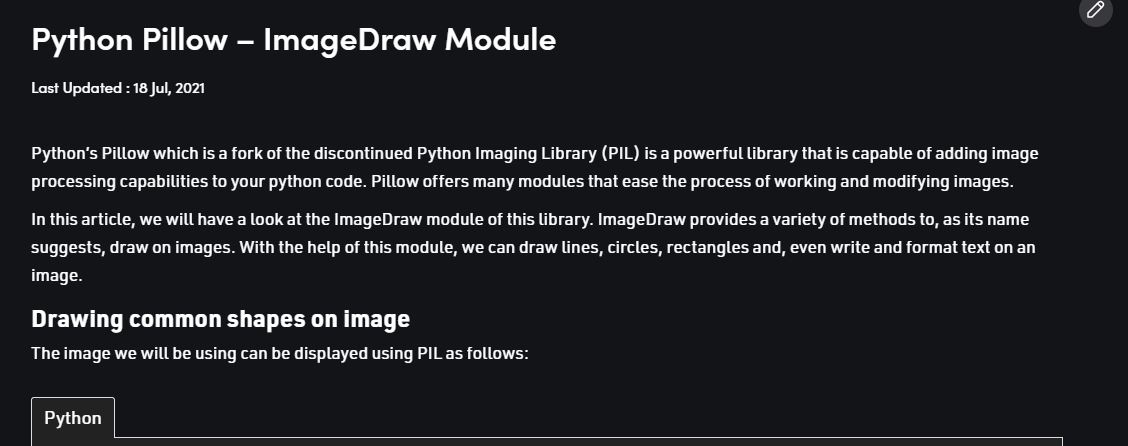 Python Pillow – ImageDraw Module
Last Updated : 18 Jul, 2021
Python's Pillow which is a fork of the discontinued Python Imaging Library (PIL) is a powerful library that is capable of adding image
processing capabilities to your python code. Pillow offers many modules that ease the process of working and modifying images.
In this article, we will have a look at the ImageDraw module of this library. ImageDraw provides a variety of methods to, as its name
suggests, draw on images. With the help of this module, we can draw lines, circles, rectangles and, even write and format text on an
image.
Drawing common shapes on image
The image we will be using can be displayed using PIL as follows:
Python